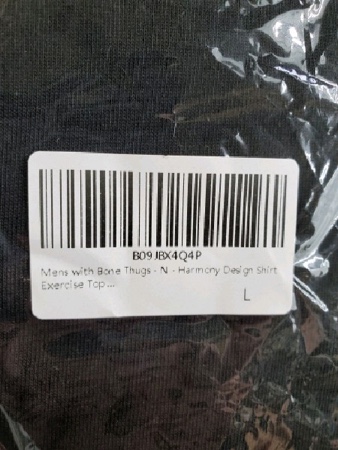 B09JBX4Q4P
Mens with Bone Thugs - N - Harmony Design Shirt
Exercise Top...
L